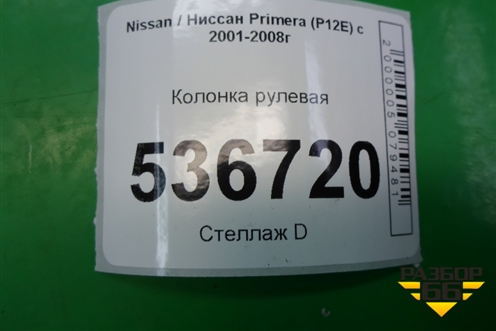 Nissan / Ниссан Primera (P12E) с
2001-2008г
Колонка рулевая
536720
Стеллаж D
2000005079481
РАЗБОР
66